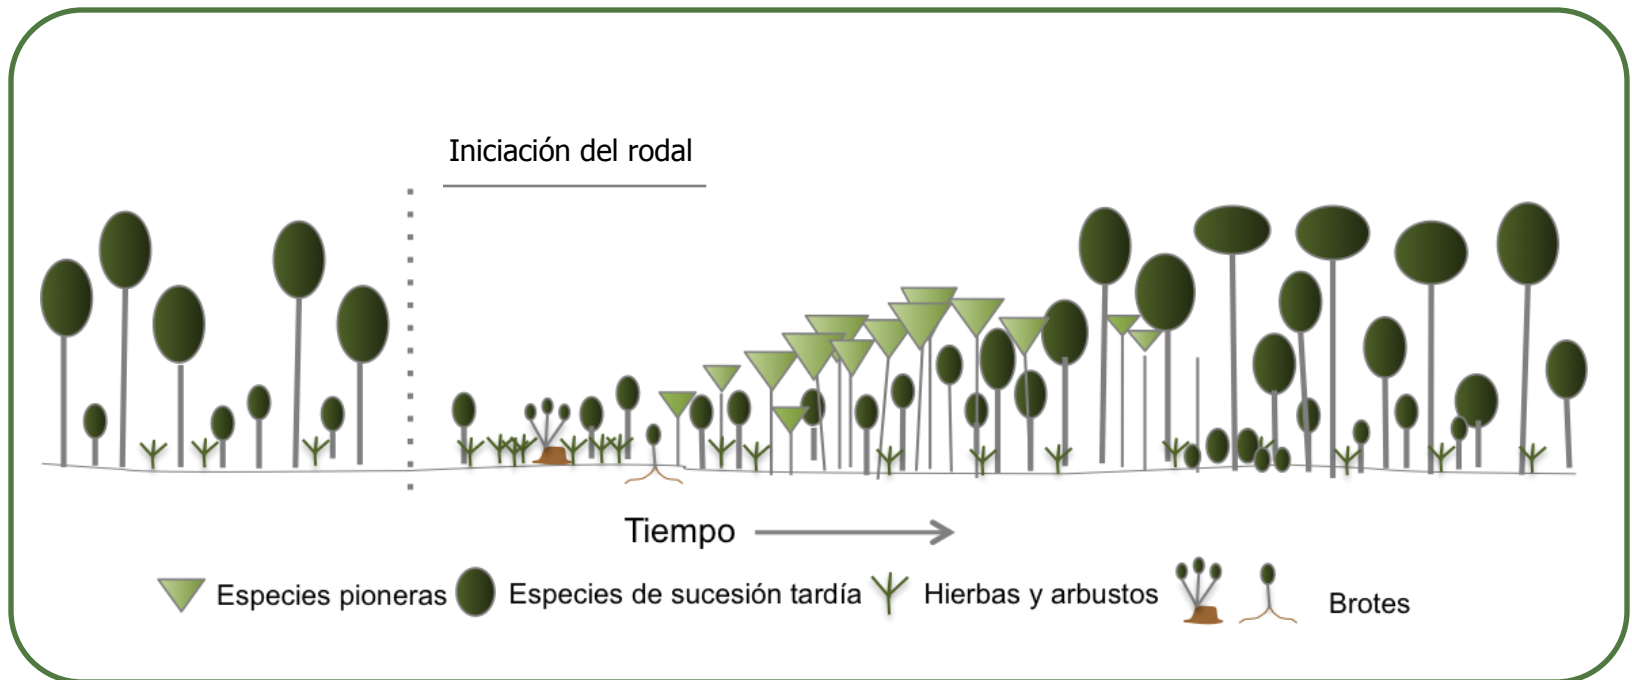 Iniciación del rodal
Tiempo
Especies pioneras
Especies de sucesión tardía
Hierbas y arbustos
Brotes